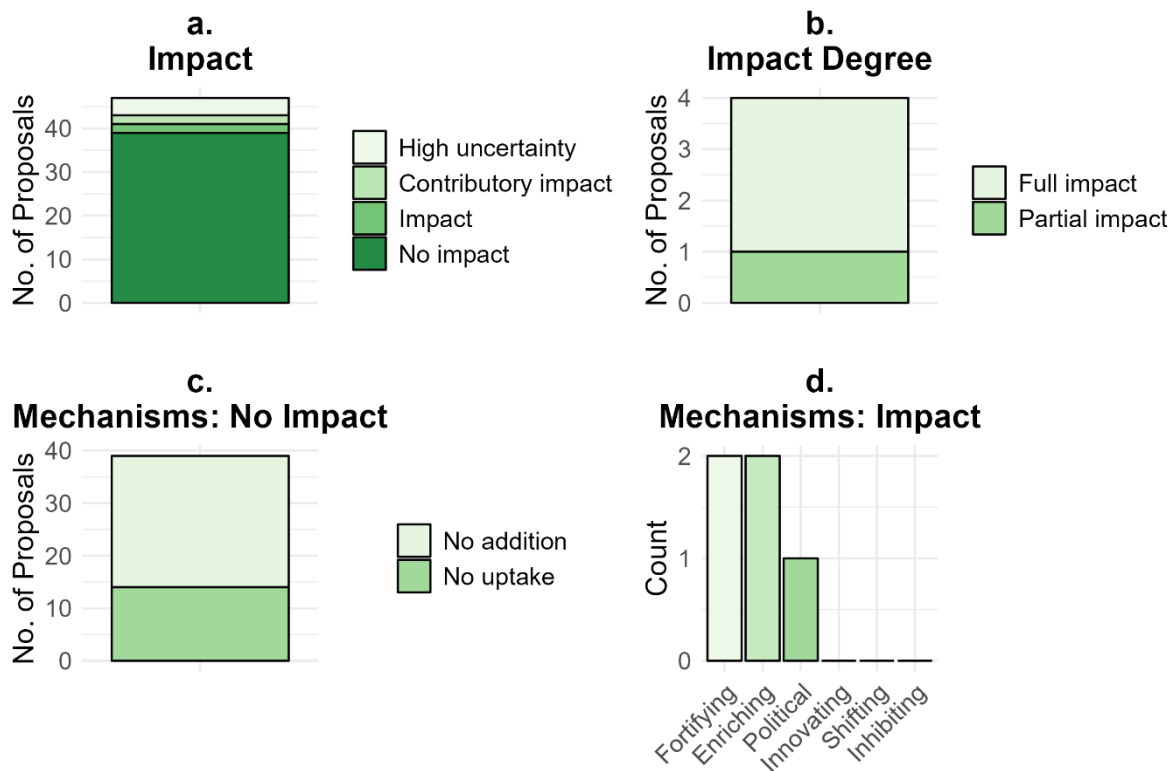 a.
Impact
No. of Proposals
40
30
20
10
0
High uncertainty
Contributory impact
Impact
No impact
b.
Impact Degree
No. of Proposals
4
3
2
1
0
Full impact
Partial impact
c.
Mechanisms: No Impact
No. of Proposals
40
30
20
10
0
No addition
No uptake
d.
Mechanisms: Impact
Count
2
1
0
Fortifying
Enriching
Political
Innovating
Shifting
Inhibiting